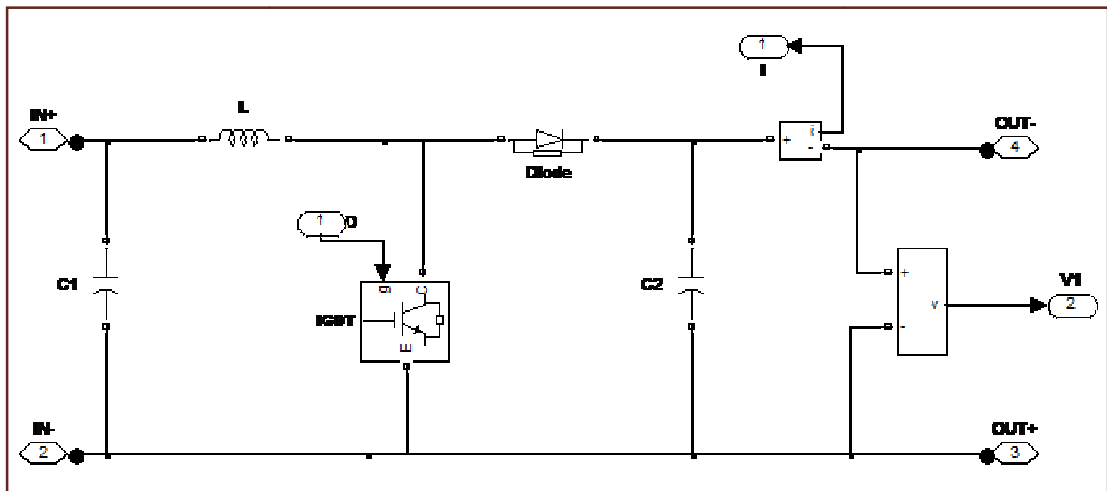 1
I
IN+
L
OUT-
1
+
i
-
4
Diode
1
D
g
C
C1
IGBT
C2
+
V1
v
2
-
E
IN-
OUT+
2
3